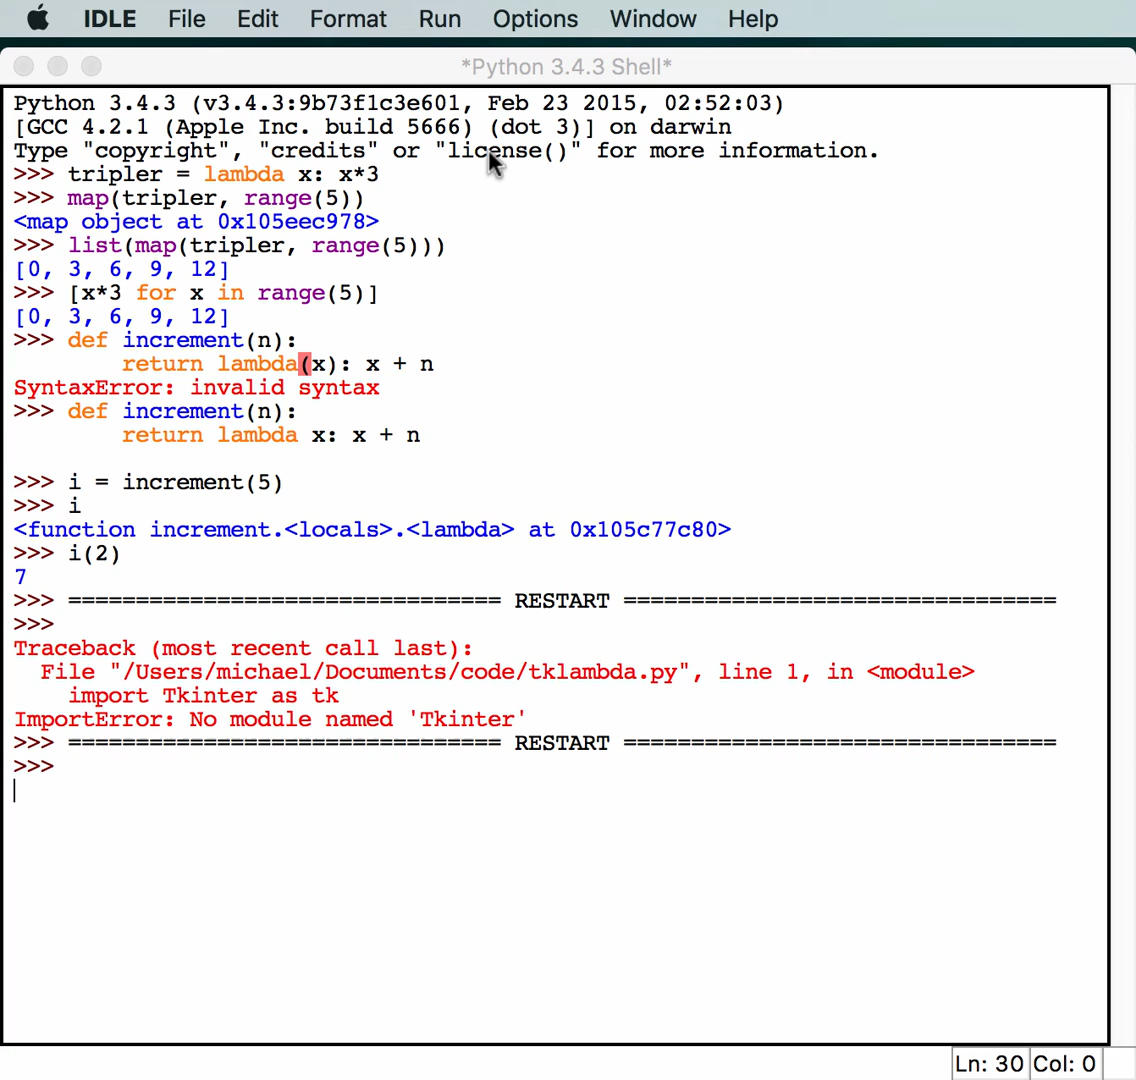 IDLE File Edit Format Run Options Window Help
*Python 3.4.3 Shell*
Python 3.4.3 (v3.4.3:9b73f1c3e601, Feb 23 2015, 02:52:03)
[GCC 4.2.1 (Apple Inc. build 5666) (dot 3)] on darwin
Type "copyright", "credits" or "license()" for more information.
>>> tripler = lambda x: x*3
>>> map(tripler, range(5))
<map object at 0x105eec978>
>>> list(map(tripler, range(5)))
[0, 3, 6, 9, 12]
>>> [x*3 for x in range(5)]
[0, 3, 6, 9, 12]
>>> def increment(n):
        return lambda(x): x + n
SyntaxError: invalid syntax
>>> def increment(n):
        return lambda x: x + n
>>> i = increment(5)
>>> i
<function increment.<locals>.<lambda> at 0x105c77c80>
>>> i(2)
7
>>> ================================ RESTART ================================
>>>
Traceback (most recent call last):
  File "/Users/michael/Documents/code/tklambda.py", line 1, in <module>
    import Tkinter as tk
ImportError: No module named 'Tkinter'
>>> ================================ RESTART ================================
>>>
Ln: 30 Col: 0